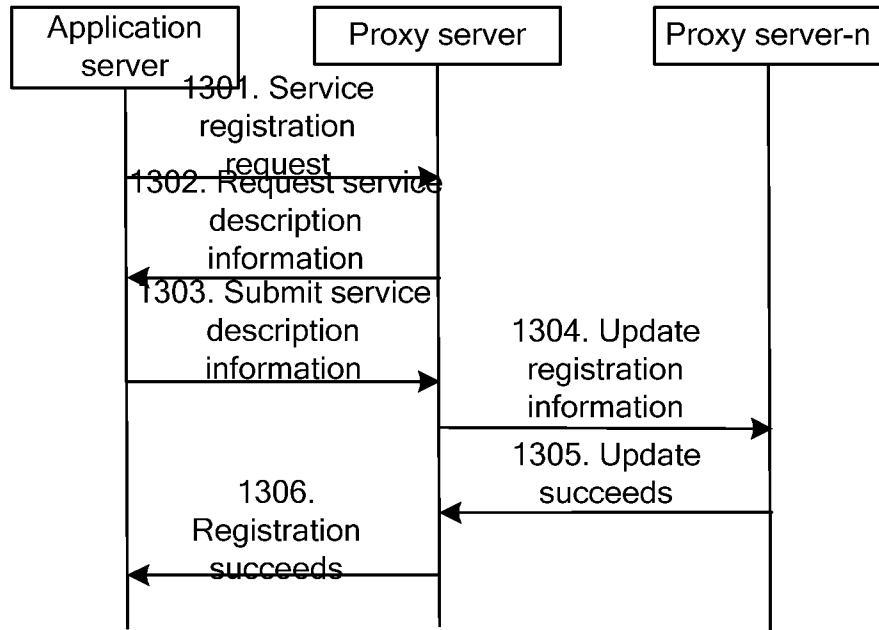 Application
server
Proxy server
Proxy server-n
1301. Service
registration
request
1302. Request service
description
information
1303. Submit service
description
information
1304. Update
registration
information
1305. Update
succeeds
1306.
Registration
succeeds